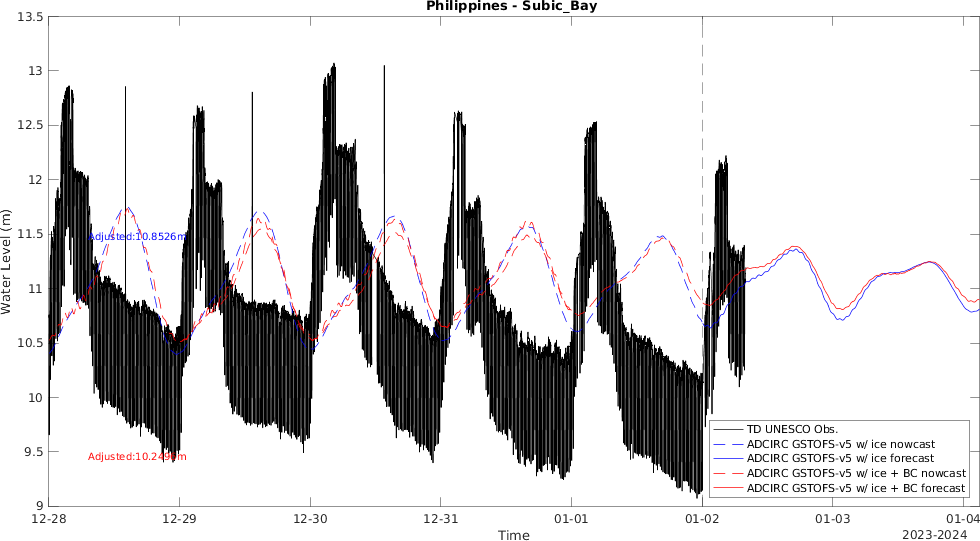 Philippines - Subic_Bay
13.5
13
12.5
12
11.5
11
10.5
10
9.5
9
Water Level (m)
Adjusted:10.8526m
12-28
12-29
12-30
12-31
01-01
01-02
01-03
01-04
Time
2023-2024
TD UNESCO Obs.
ADCIRC GSTOFS-v5 w/ ice nowcast
ADCIRC GSTOFS-v5 w/ ice forecast
ADCIRC GSTOFS-v5 w/ ice + BC nowcast
ADCIRC GSTOFS-v5 w/ ice + BC forecast